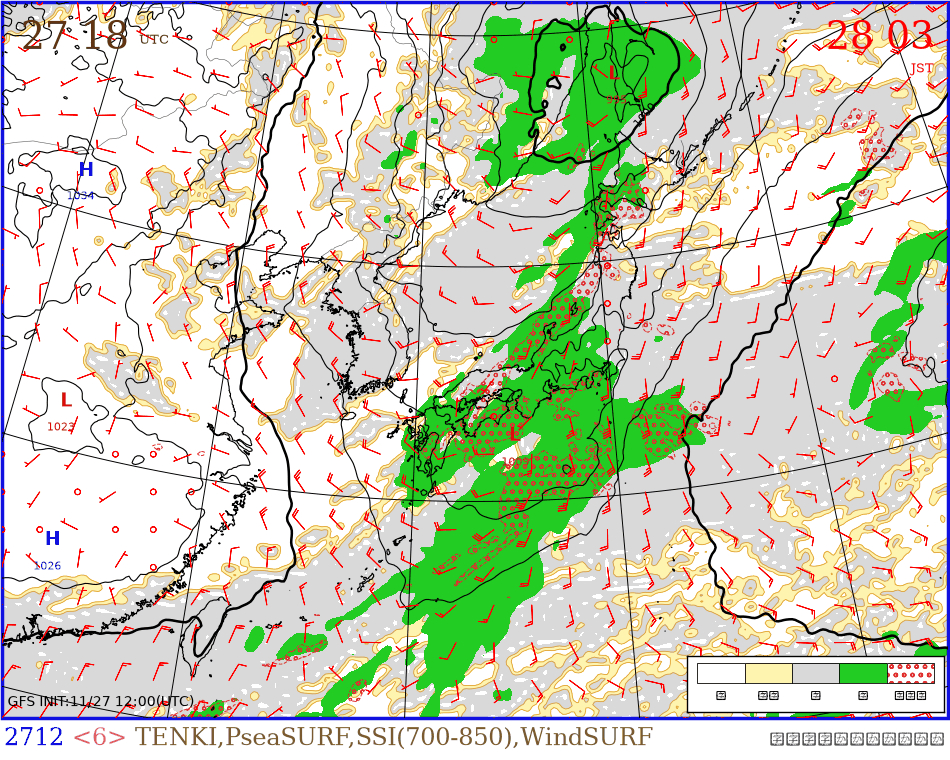 27 18 UTC
28 03
JST
L
H
1034
L
1023
L
H
1026
GFS INIT:11/27 12:00(UTC)
2712 <6> TENKI,PseaSURF,SSI(700-850),WindSURF